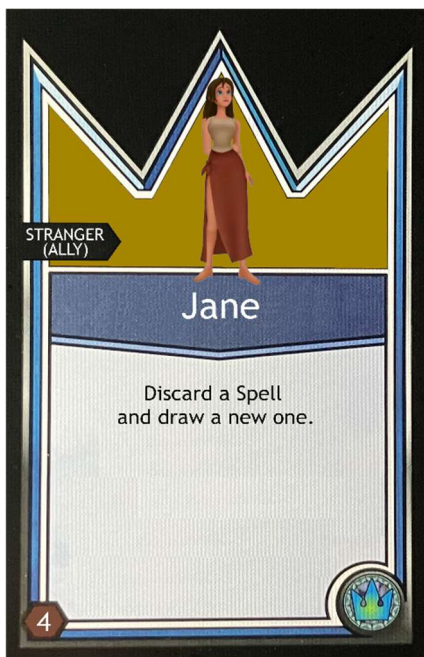 STRANGER
(ALLY)
Jane
Discard a Spell
and draw a new one.
4